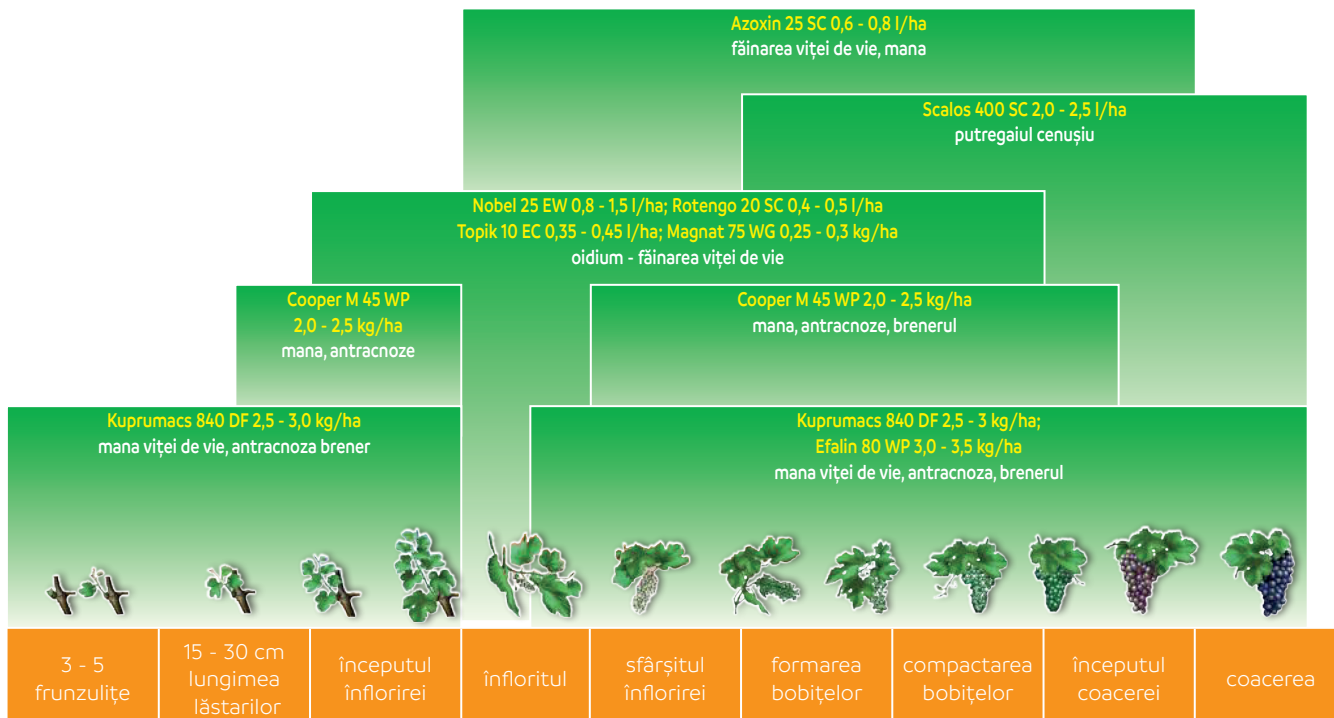 Azoxin 25 SC 0,6 - 0,8 l/ha
făinarea viței de vie, mana
Scalos 400 SC 2,0 - 2,5 l/ha
putregaiul cenușiu
Nobel 25 EW 0,8 - 1,5 l/ha; Rotengo 20 SC 0,4 - 0,5 l/ha
Topik 10 EC 0,35 - 0,45 l/ha; Magnat 75 WG 0,25 - 0,3 kg/ha
oidium - făinarea viței de vie
Cooper M 45 WP
2,0 - 2,5 kg/ha
mana, antracnoze
Cooper M 45 WP 2,0 - 2,5 kg/ha
mana, antracnoze, brenerul
Kuprumacs 840 DF 2,5 - 3,0 kg/ha
mana viței de vie, antracnoza brener
Kuprumacs 840 DF 2,5 - 3 kg/ha;
Efalin 80 WP 3,0 - 3,5 kg/ha
mana viței de vie, antracnoza, brenerul
3 - 5
frunzulițe
15 - 30 cm
lungimea
lăstarilor
începutul
înflorirei
înfloritul
sfârșitul
înflorirei
formarea
bobițelor
compactarea
bobițelor
începutul
coacerei
coacerea